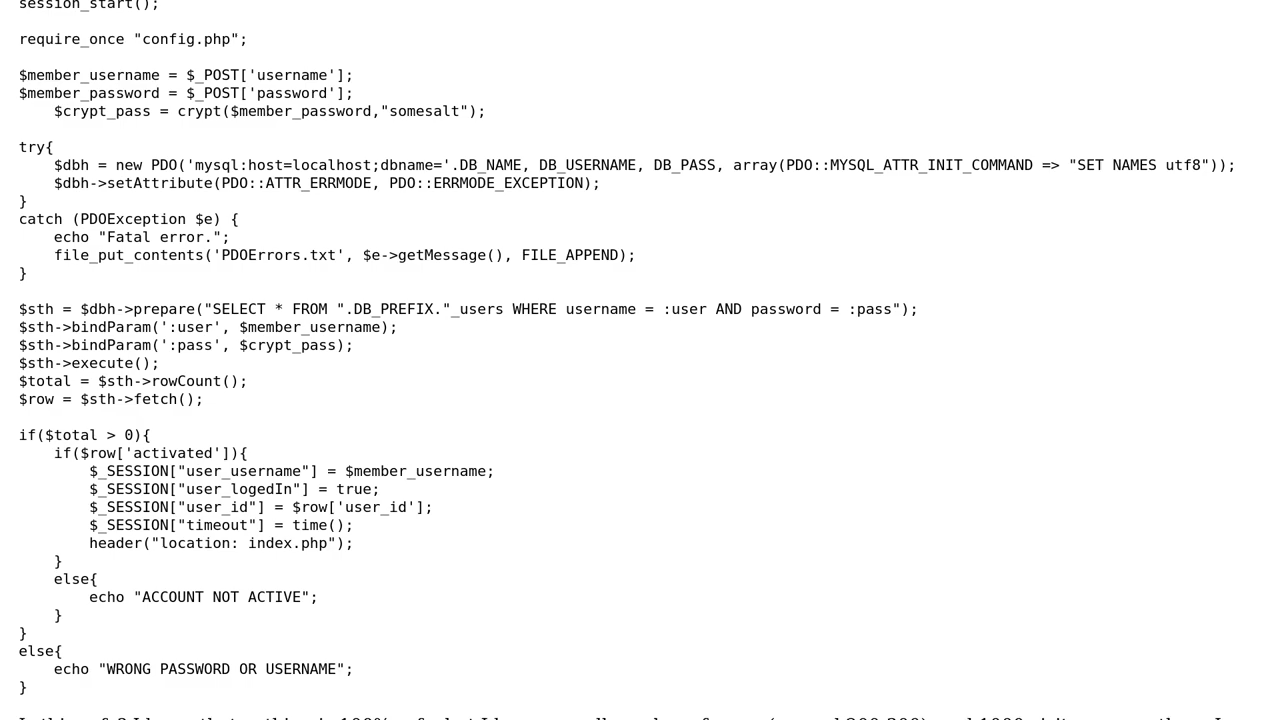 session_start();
require_once "config.php";
$member_username = $_POST['username'];
$member_password = $_POST['password'];
$crypt_pass = crypt($member_password,"somesalt");
try{
$dbh = new PDO('mysql:host=localhost;dbname='.DB_NAME, DB_USERNAME, DB_PASS, array(PDO::MYSQL_ATTR_INIT_COMMAND => "SET NAMES utf8"));
$dbh->setAttribute(PDO::ATTR_ERRMODE, PDO::ERRMODE_EXCEPTION);
}
catch (PDOException $e) {
echo "Fatal error.";
file_put_contents('PDOErrors.txt', $e->getMessage(), FILE_APPEND);
}
$sth = $dbh->prepare("SELECT * FROM ".DB_PREFIX."_users WHERE username = :user AND password = :pass");
$sth->bindParam(':user', $member_username);
$sth->bindParam(':pass', $crypt_pass);
$sth->execute();
$total = $sth->rowCount();
$row = $sth->fetch();
if($total > 0){
if($row['activated']){
$_SESSION["user_username"] = $member_username;
$_SESSION["user_logedIn"] = true;
$_SESSION["user_id"] = $row['user_id'];
$_SESSION["timeout"] = time();
header("location: index.php");
}
else{
echo "ACCOUNT NOT ACTIVE";
}
}
else{
echo "WRONG PASSWORD OR USERNAME";
}